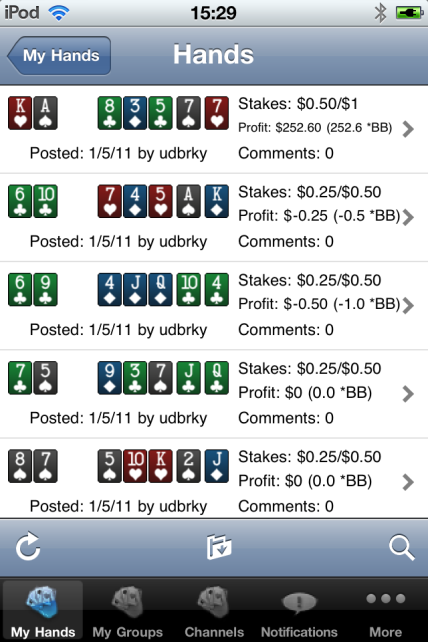 iPod 15:29
My Hands Hands
K A 8 3 5 7 7 Stakes: $0.50/$1
Profit: $252.60 (252.6 *BB)
Posted: 1/5/11 by udbrky Comments: 0
6 10 7 4 5 A K Stakes: $0.25/$0.50
Profit: $-0.25 (-0.5 *BB)
Posted: 1/5/11 by udbrky Comments: 0
6 9 4 J Q 10 4 Stakes: $0.25/$0.50
Profit: $-0.50 (-1.0 *BB)
Posted: 1/5/11 by udbrky Comments: 0
7 5 9 3 7 J Q Stakes: $0.25/$0.50
Profit: $0 (0.0 *BB)
Posted: 1/5/11 by udbrky Comments: 0
8 7 5 10 K 2 J Stakes: $0.25/$0.50
Profit: $0 (0.0 *BB)
Posted: 1/5/11 by udbrky Comments: 0
My Hands My Groups Channels Notifications More